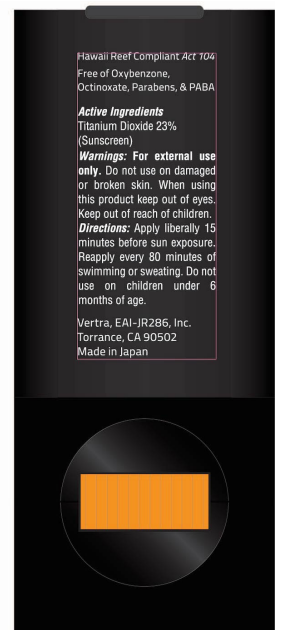 Hawaii Reef Compliant Act 104
Free of Oxybenzone,
Octinoxate, Parabens, & PABA
Active Ingredients
Titanium Dioxide 23%
(Sunscreen)
Warnings: For external use
only. Do not use on damaged
or broken skin. When using
this product keep out of eyes.
Keep out of reach of children.
Directions: Apply liberally 15
minutes before sun exposure.
Reapply every 80 minutes of
swimming or sweating. Do not
use on children under 6
months of age.
Vertra, EAI-JR286, Inc.
Torrance, CA 90502
Made in Japan